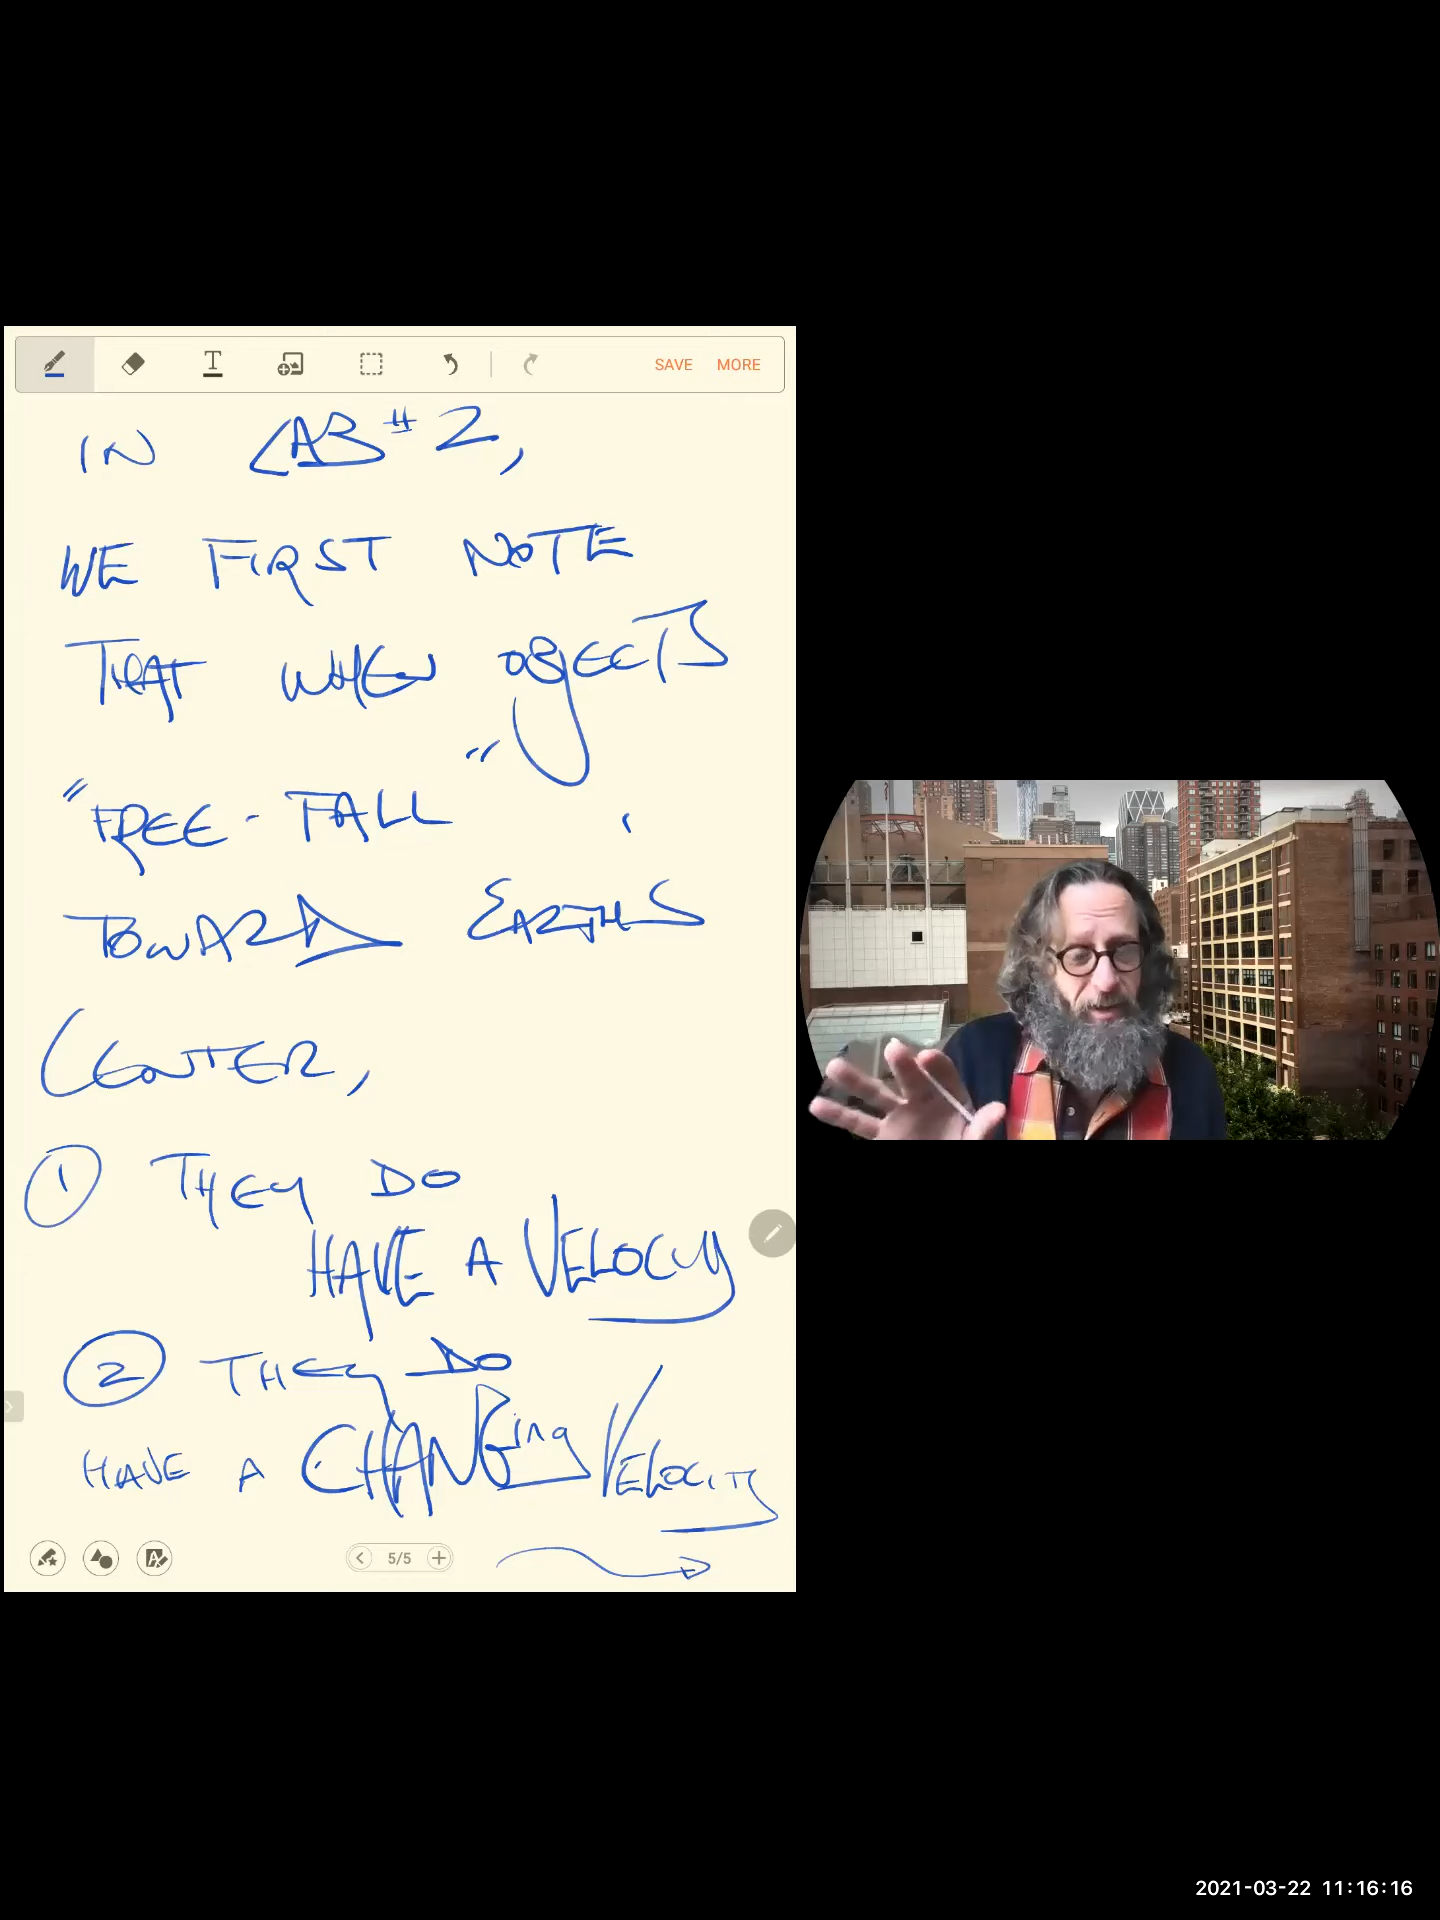 T
SAVE MORE
IN LAB #2,
WE FIRST NOTE
THAT WHEN OBJECTS
"FREE-FALL"
TOWARD EARTH'S
CENTER,
① THEY DO
HAVE A VELOCITY
② THEY DO
HAVE A CHANGing VELOCITY
5/5
2021-03-22 11:16:16